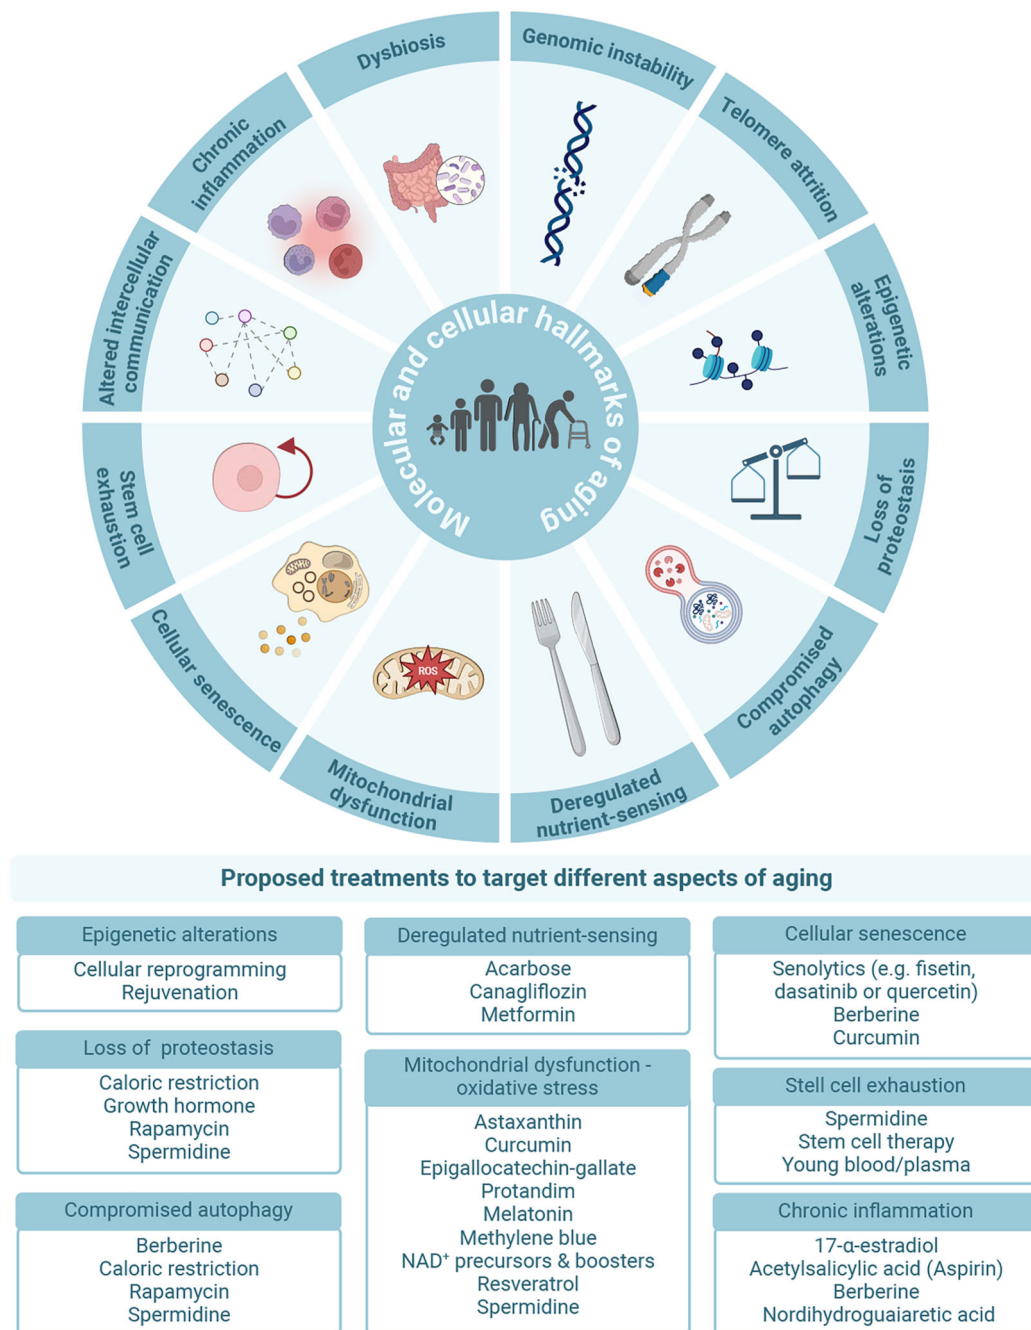 Dysbiosis
Genomic instability
Telomere attrition
Epigenetic
alterations
Loss of
proteostasis
Compromised
autophagy
Deregulated
nutrient-sensing
Mitochondrial
dysfunction
Cellular senescence
Stem cell
exhaustion
Altered intercellular
communication
Chronic
inflammation
Molecular and cellular hallmarks of aging
ROS
Proposed treatments to target different aspects of aging
Epigenetic alterations
Cellular reprogramming
Rejuvenation
Loss of proteostasis
Caloric restriction
Growth hormone
Rapamycin
Spermidine
Compromised autophagy
Berberine
Caloric restriction
Rapamycin
Spermidine
Deregulated nutrient-sensing
Acarbose
Canagliflozin
Metformin
Mitochondrial dysfunction -
oxidative stress
Astaxanthin
Curcumin
Epigallocatechin-gallate
Protandim
Melatonin
Methylene blue
NAD⁺ precursors & boosters
Resveratrol
Spermidine
Cellular senescence
Senolytics (e.g. fisetin,
dasatinib or quercetin)
Berberine
Curcumin
Stell cell exhaustion
Spermidine
Stem cell therapy
Young blood/plasma
Chronic inflammation
17-α-estradiol
Acetylsalicylic acid (Aspirin)
Berberine
Nordihydroguaiaretic acid